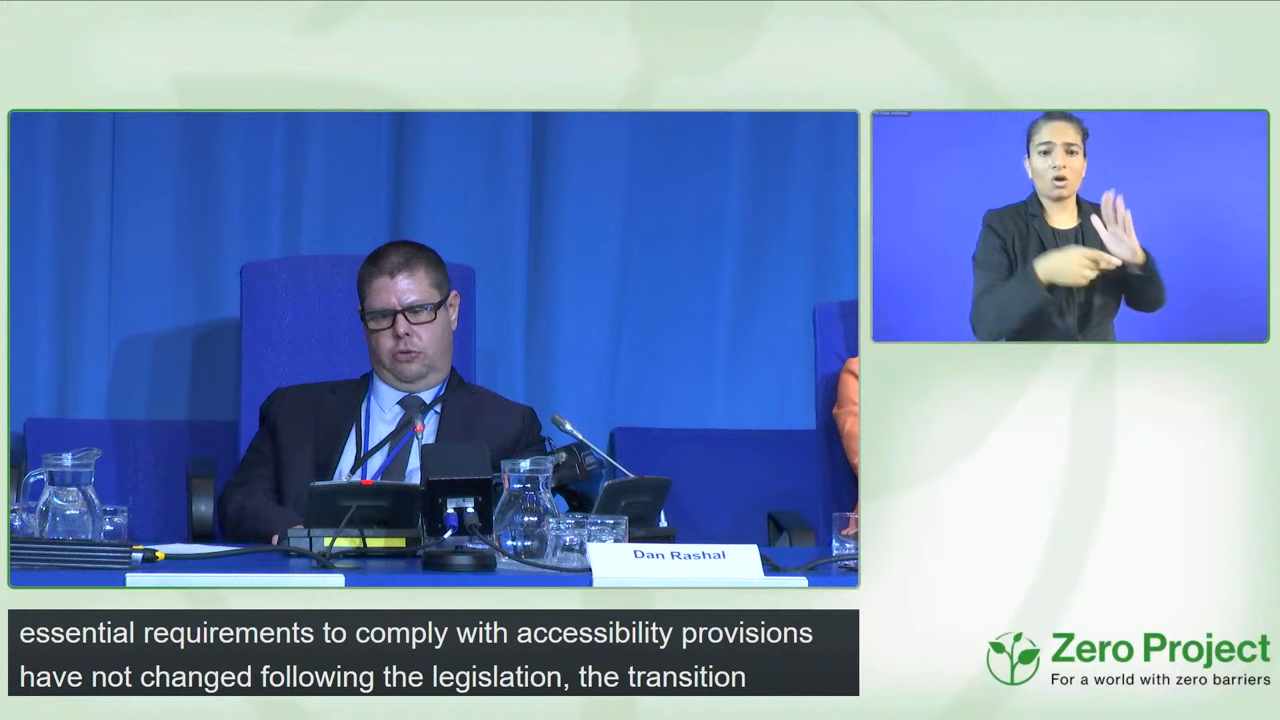 Dan Rashal
essential requirements to comply with accessibility provisions
have not changed following the legislation, the transition
Zero Project
For a world with zero barriers